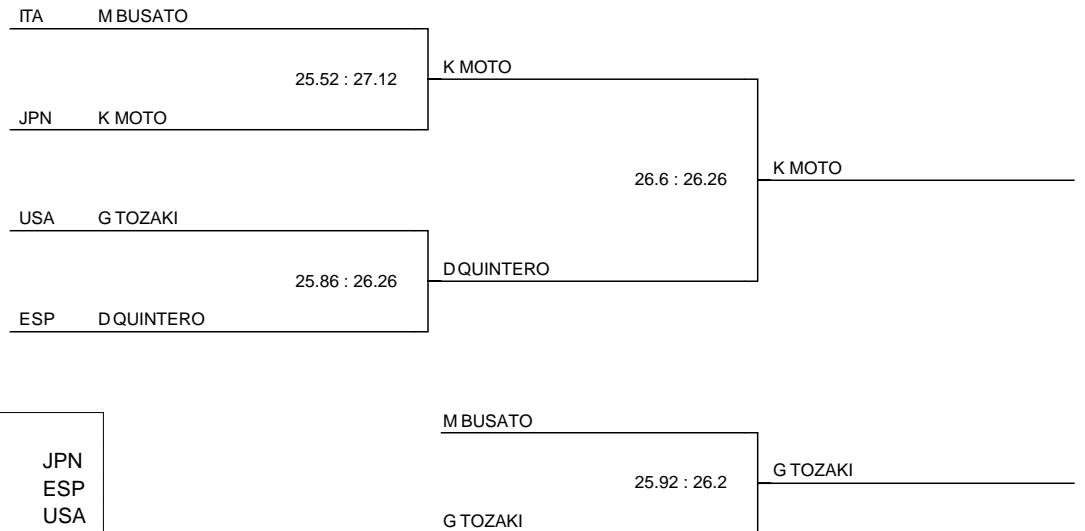 ITA M BUSATO
25.52 : 27.12
K MOTO
JPN K MOTO
26.6 : 26.26
K MOTO
USA G TOZAKI
25.86 : 26.26
D QUINTERO
ESP D QUINTERO
M BUSATO
25.92 : 26.2
G TOZAKI
G TOZAKI
JPN
ESP
USA